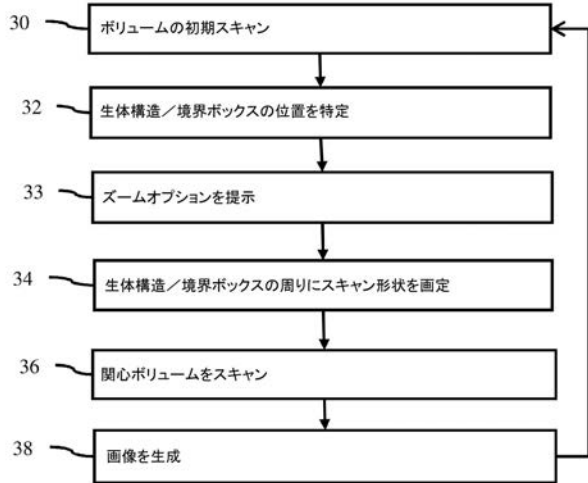 30 ボリュームの初期スキャン
32 生体構造／境界ボックスの位置を特定
33 ズームオプションを提示
34 生体構造／境界ボックスの周りにスキャン形状を画定
36 関心ボリュームをスキャン
38 画像を生成